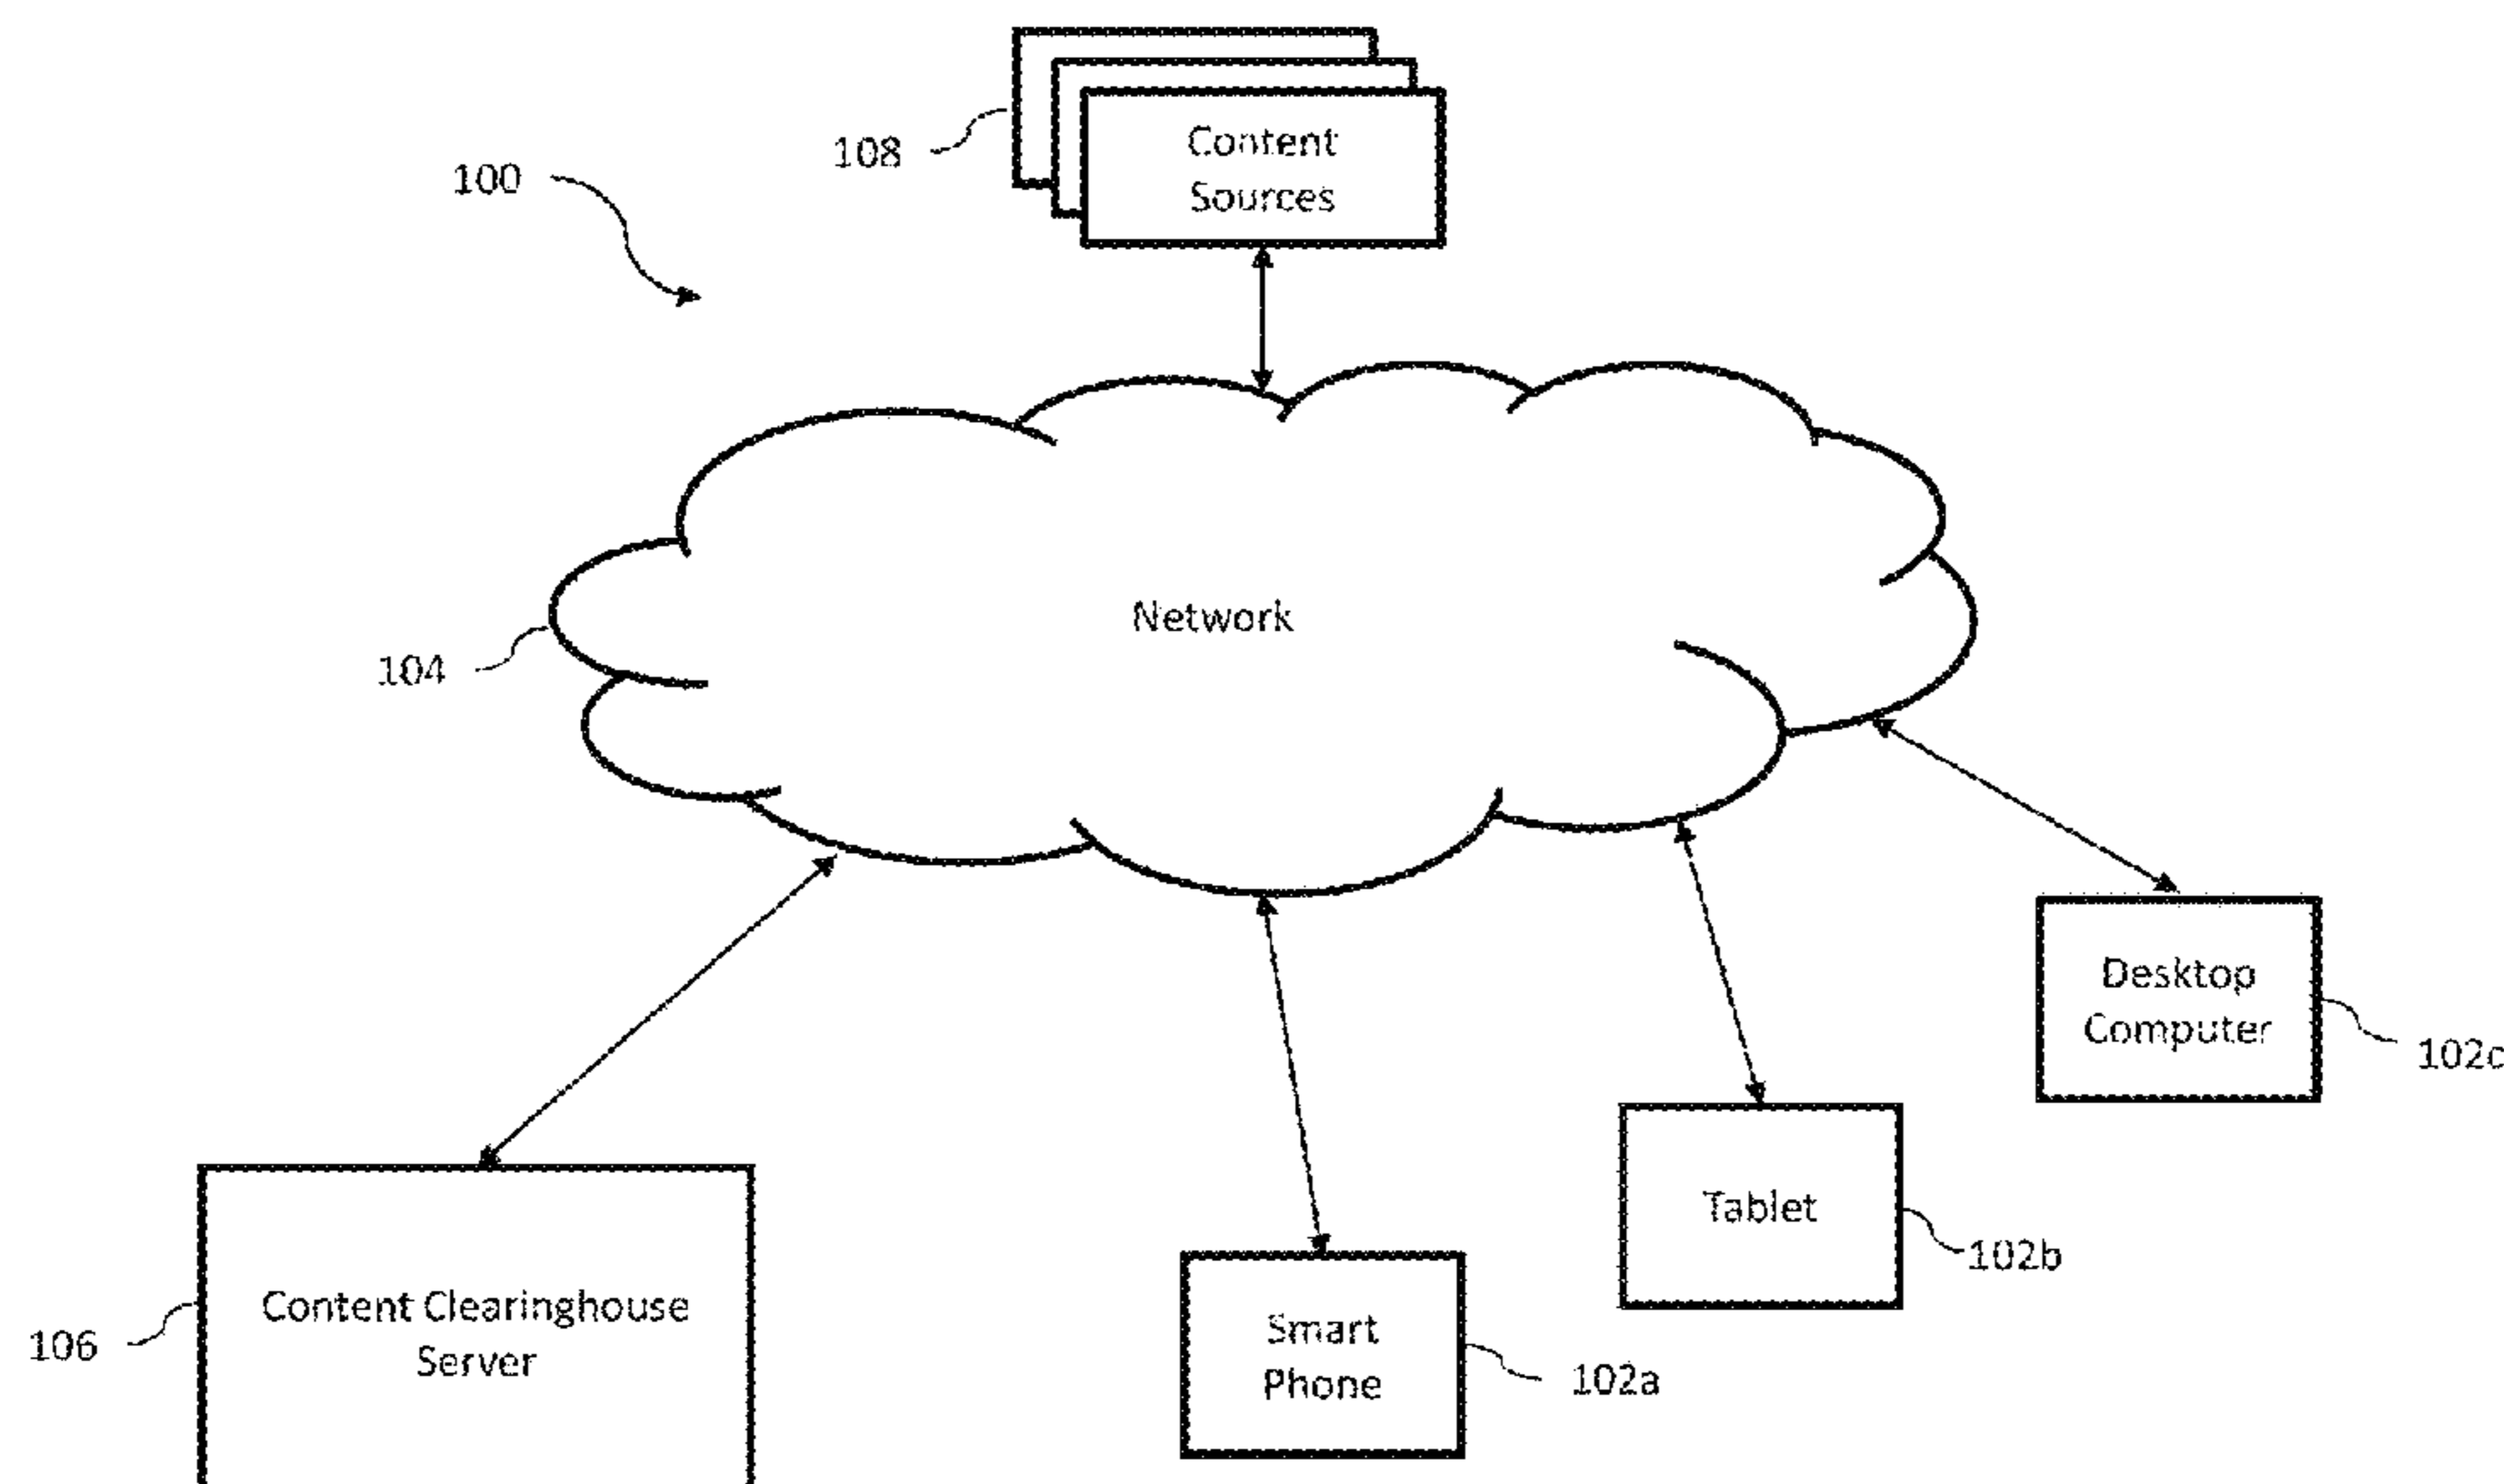 Content
Sources
108
100
Network
104
Desktop
Computer
102c
Tablet
102b
Content Clearinghouse
Server
106
Smart
Phone
102a